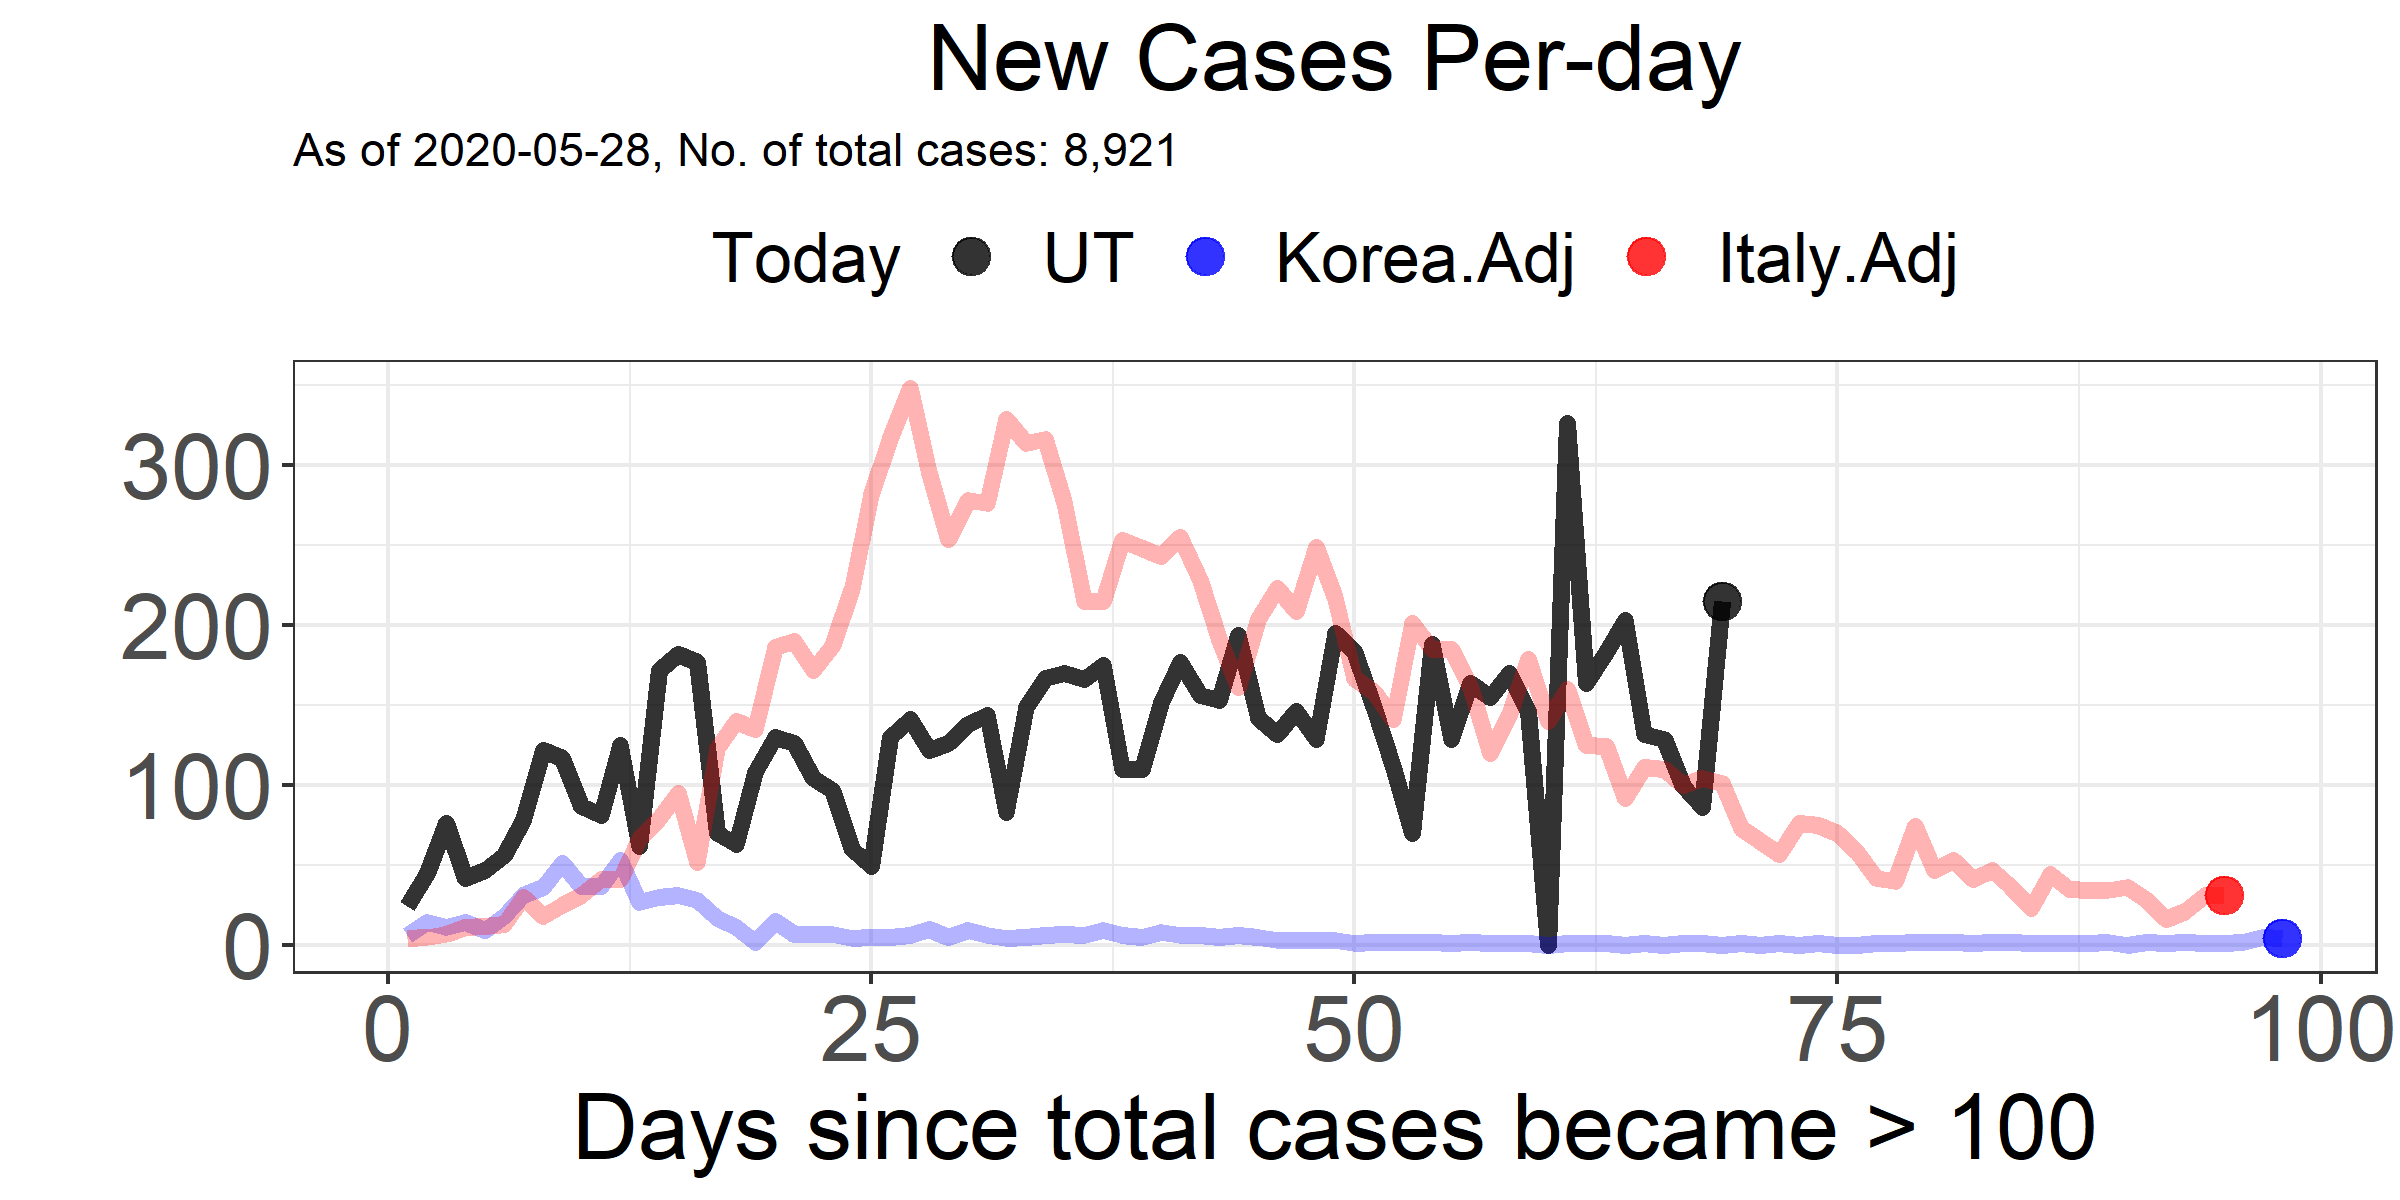 New Cases Per-day
As of 2020-05-28, No. of total cases: 8,921
Today UT Korea.Adj Italy.Adj
300
200
100
0
0 25 50 75 100
Days since total cases became > 100